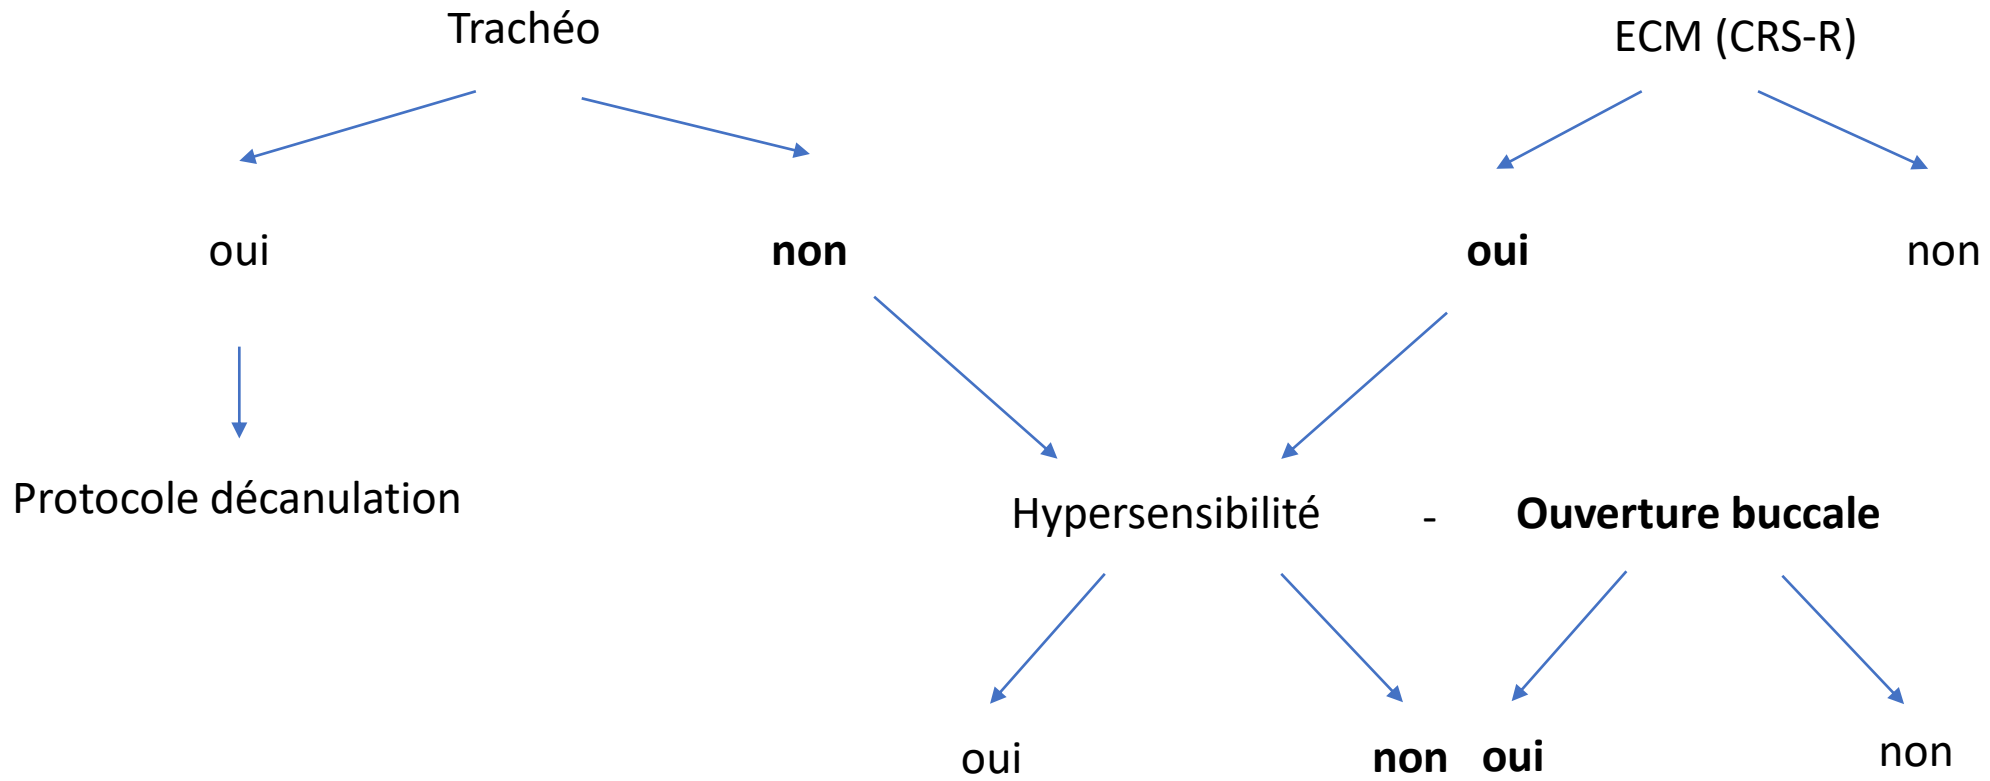 Trachéo
ECM (CRS-R)
oui
non
oui
non
Protocole décanulation
Hypersensibilité - Ouverture buccale
oui
non
oui
non